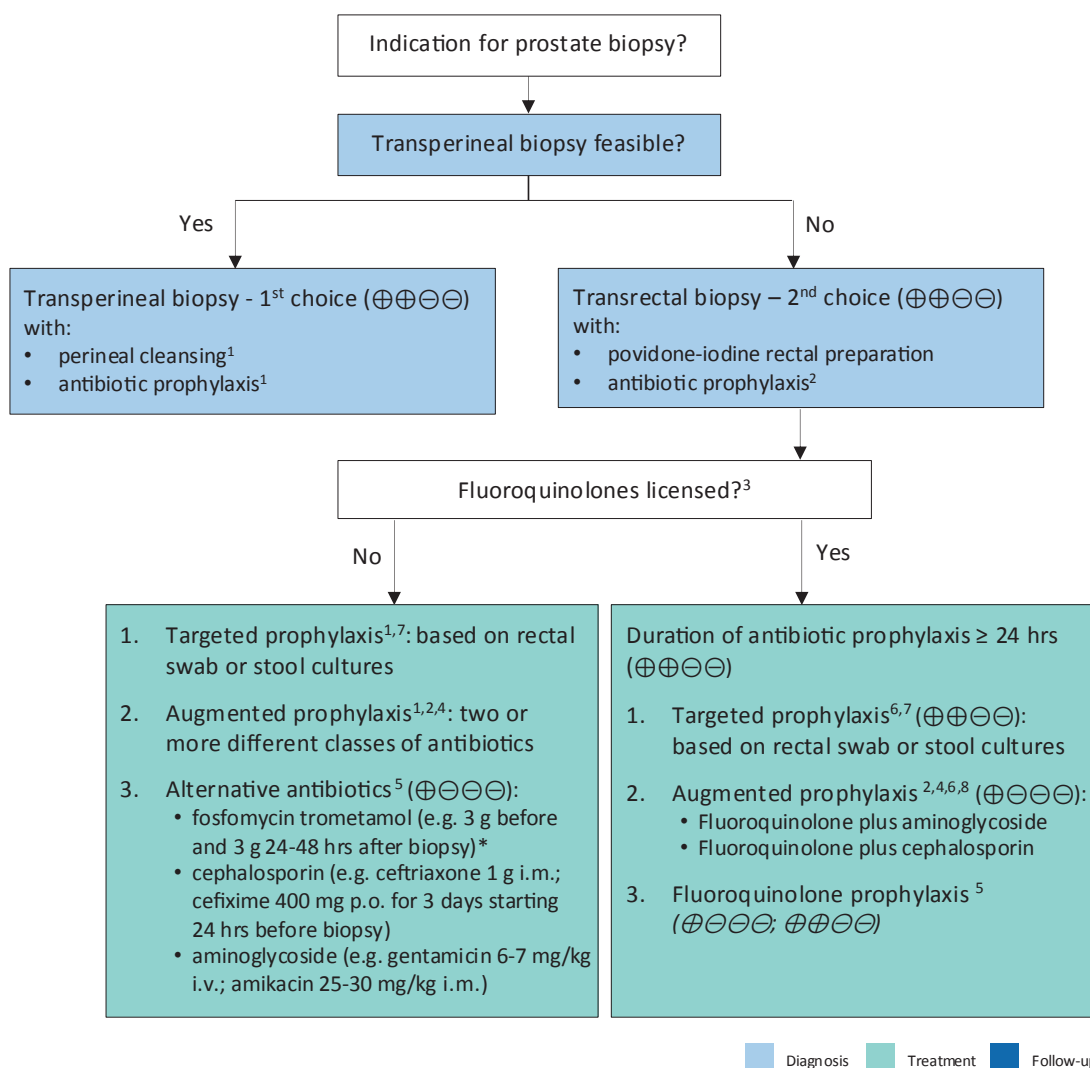 Indication for prostate biopsy?
Transperineal biopsy feasible?
Yes
No
Transperineal biopsy - 1st choice (⊕⊕⊖⊖)
with:
• perineal cleansing1
• antibiotic prophylaxis1
Transrectal biopsy – 2nd choice (⊕⊕⊖⊖)
with:
• povidone-iodine rectal preparation
• antibiotic prophylaxis2
Fluoroquinolones licensed?3
No
Yes
1. Targeted prophylaxis1,7: based on rectal
swab or stool cultures
2. Augmented prophylaxis1,2,4: two or
more different classes of antibiotics
3. Alternative antibiotics5 (⊕⊖⊖⊖):
• fosfomycin trometamol (e.g. 3 g before
and 3 g 24-48 hrs after biopsy)*
• cephalosporin (e.g. ceftriaxone 1 g i.m.;
cefixime 400 mg p.o. for 3 days starting
24 hrs before biopsy)
• aminoglycoside (e.g. gentamicin 6-7 mg/kg
i.v.; amikacin 25-30 mg/kg i.m.)
Duration of antibiotic prophylaxis ≥ 24 hrs
(⊕⊕⊖⊖)
1. Targeted prophylaxis6,7 (⊕⊕⊖⊖):
based on rectal swab or stool cultures
2. Augmented prophylaxis 2,4,6,8 (⊕⊖⊖⊖):
• Fluoroquinolone plus aminoglycoside
• Fluoroquinolone plus cephalosporin
3. Fluoroquinolone prophylaxis 5
(⊕⊖⊖⊖; ⊕⊕⊖⊖)
Diagnosis
Treatment
Follow-up